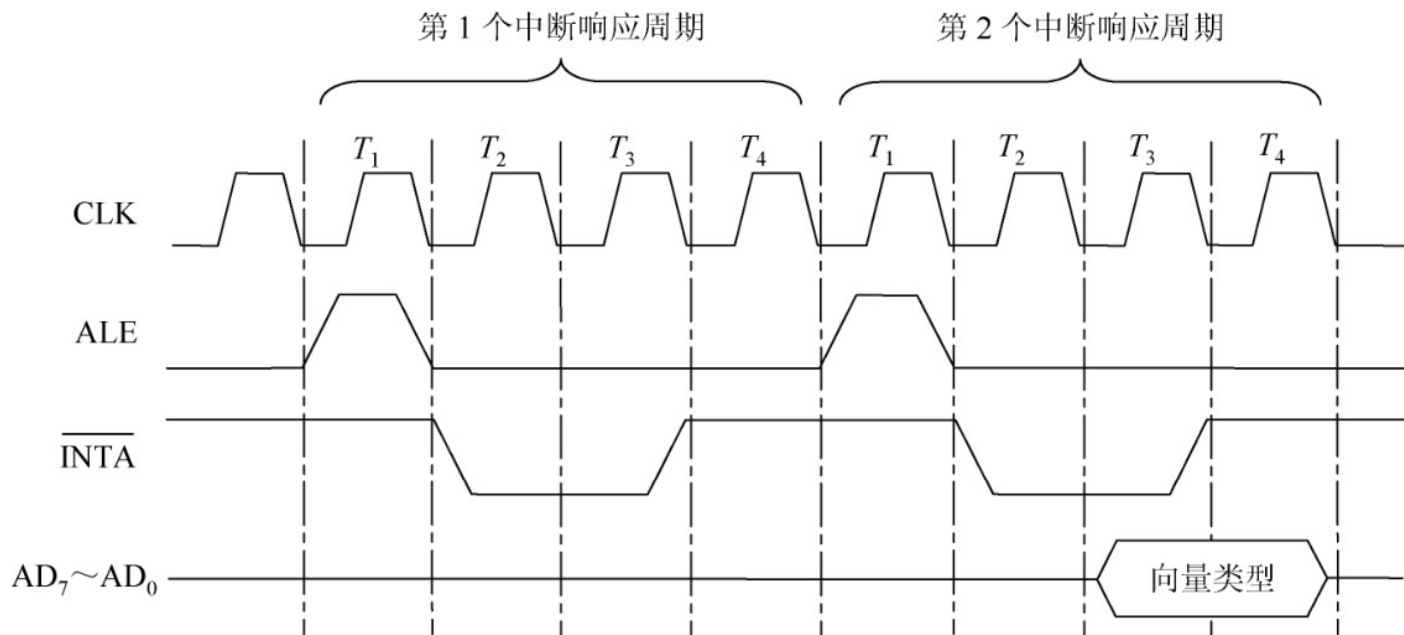 第 1 个中断响应周期 第 2 个中断响应周期
T₁ T₂ T₃ T₄ T₁ T₂ T₃ T₄
CLK
ALE
I̅N̅T̅A̅
AD₇～AD₀ 向量类型